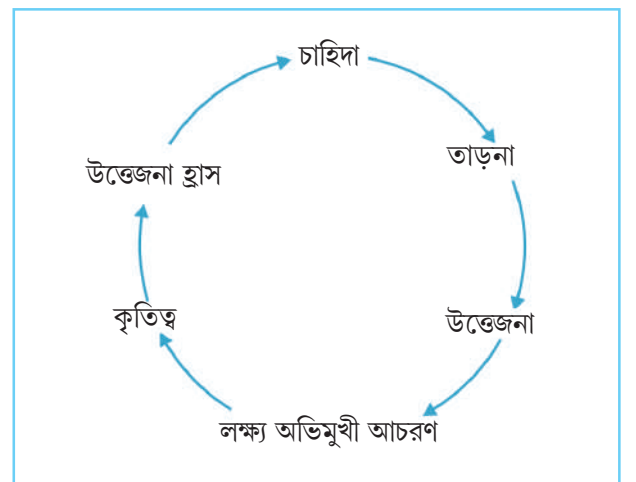 চাহিদা
তাড়না
উত্তেজনা
লক্ষ্য অভিমুখী আচরণ
কৃতিত্ব
উত্তেজনা হ্রাস